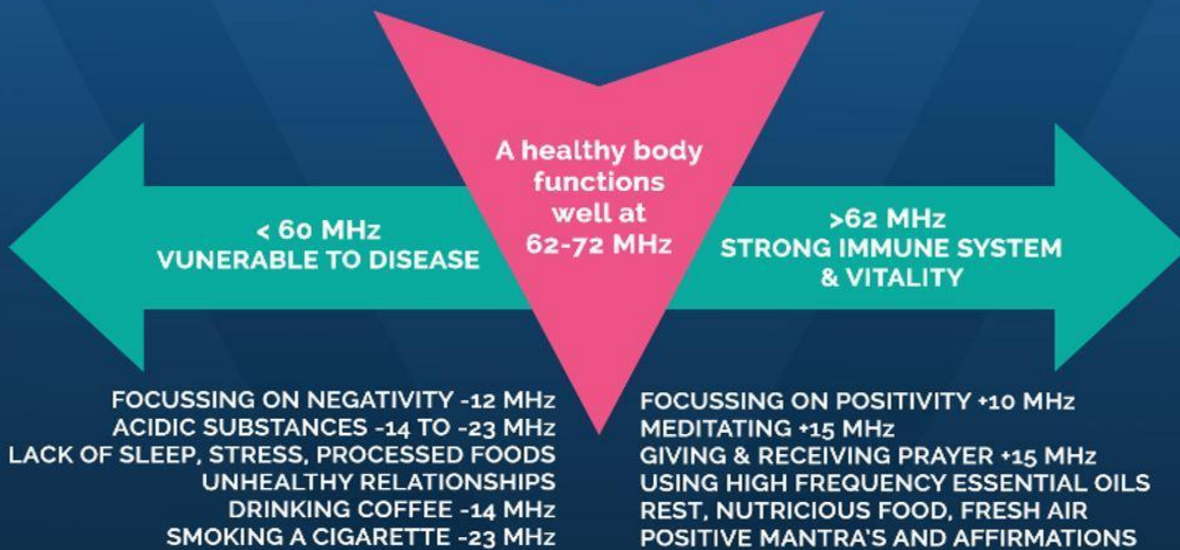 A healthy body
functions
well at
62-72 MHz
< 60 MHz
VUNERABLE TO DISEASE
>62 MHz
STRONG IMMUNE SYSTEM
& VITALITY
FOCUSSING ON NEGATIVITY -12 MHz
ACIDIC SUBSTANCES -14 TO -23 MHz
LACK OF SLEEP, STRESS, PROCESSED FOODS
UNHEALTHY RELATIONSHIPS
DRINKING COFFEE -14 MHz
SMOKING A CIGARETTE -23 MHz
FOCUSSING ON POSITIVITY +10 MHz
MEDITATING +15 MHz
GIVING & RECEIVING PRAYER +15 MHz
USING HIGH FREQUENCY ESSENTIAL OILS
REST, NUTRICIOUS FOOD, FRESH AIR
POSITIVE MANTRA'S AND AFFIRMATIONS